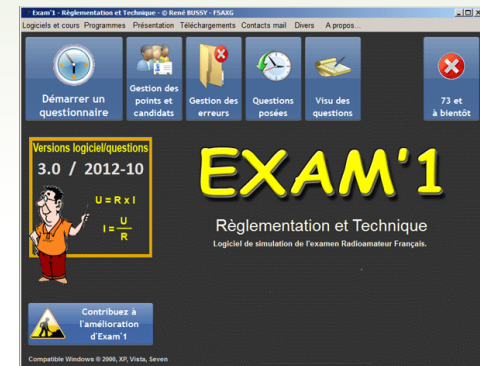 Exam'1 - Règlementation et Technique - © René BUSSY - F5AXG
Logiciels et cours Programmes Présentation Téléchargements Contacts mail Divers A propos...
Démarrer un
questionnaire
Gestion des
points et
candidats
Gestion des
erreurs
Questions
posées
Visu des
questions
73 et
à bientôt
Versions logiciel/questions
3.0 / 2012-10
U = R x I
I = U
R
EXAM'1
Règlementation et Technique
Logiciel de simulation de l'examen Radioamateur Français.
Contribuez à
l'amélioration
d'Exam'1
Compatible Windows ® 2000, XP, Vista, Seven